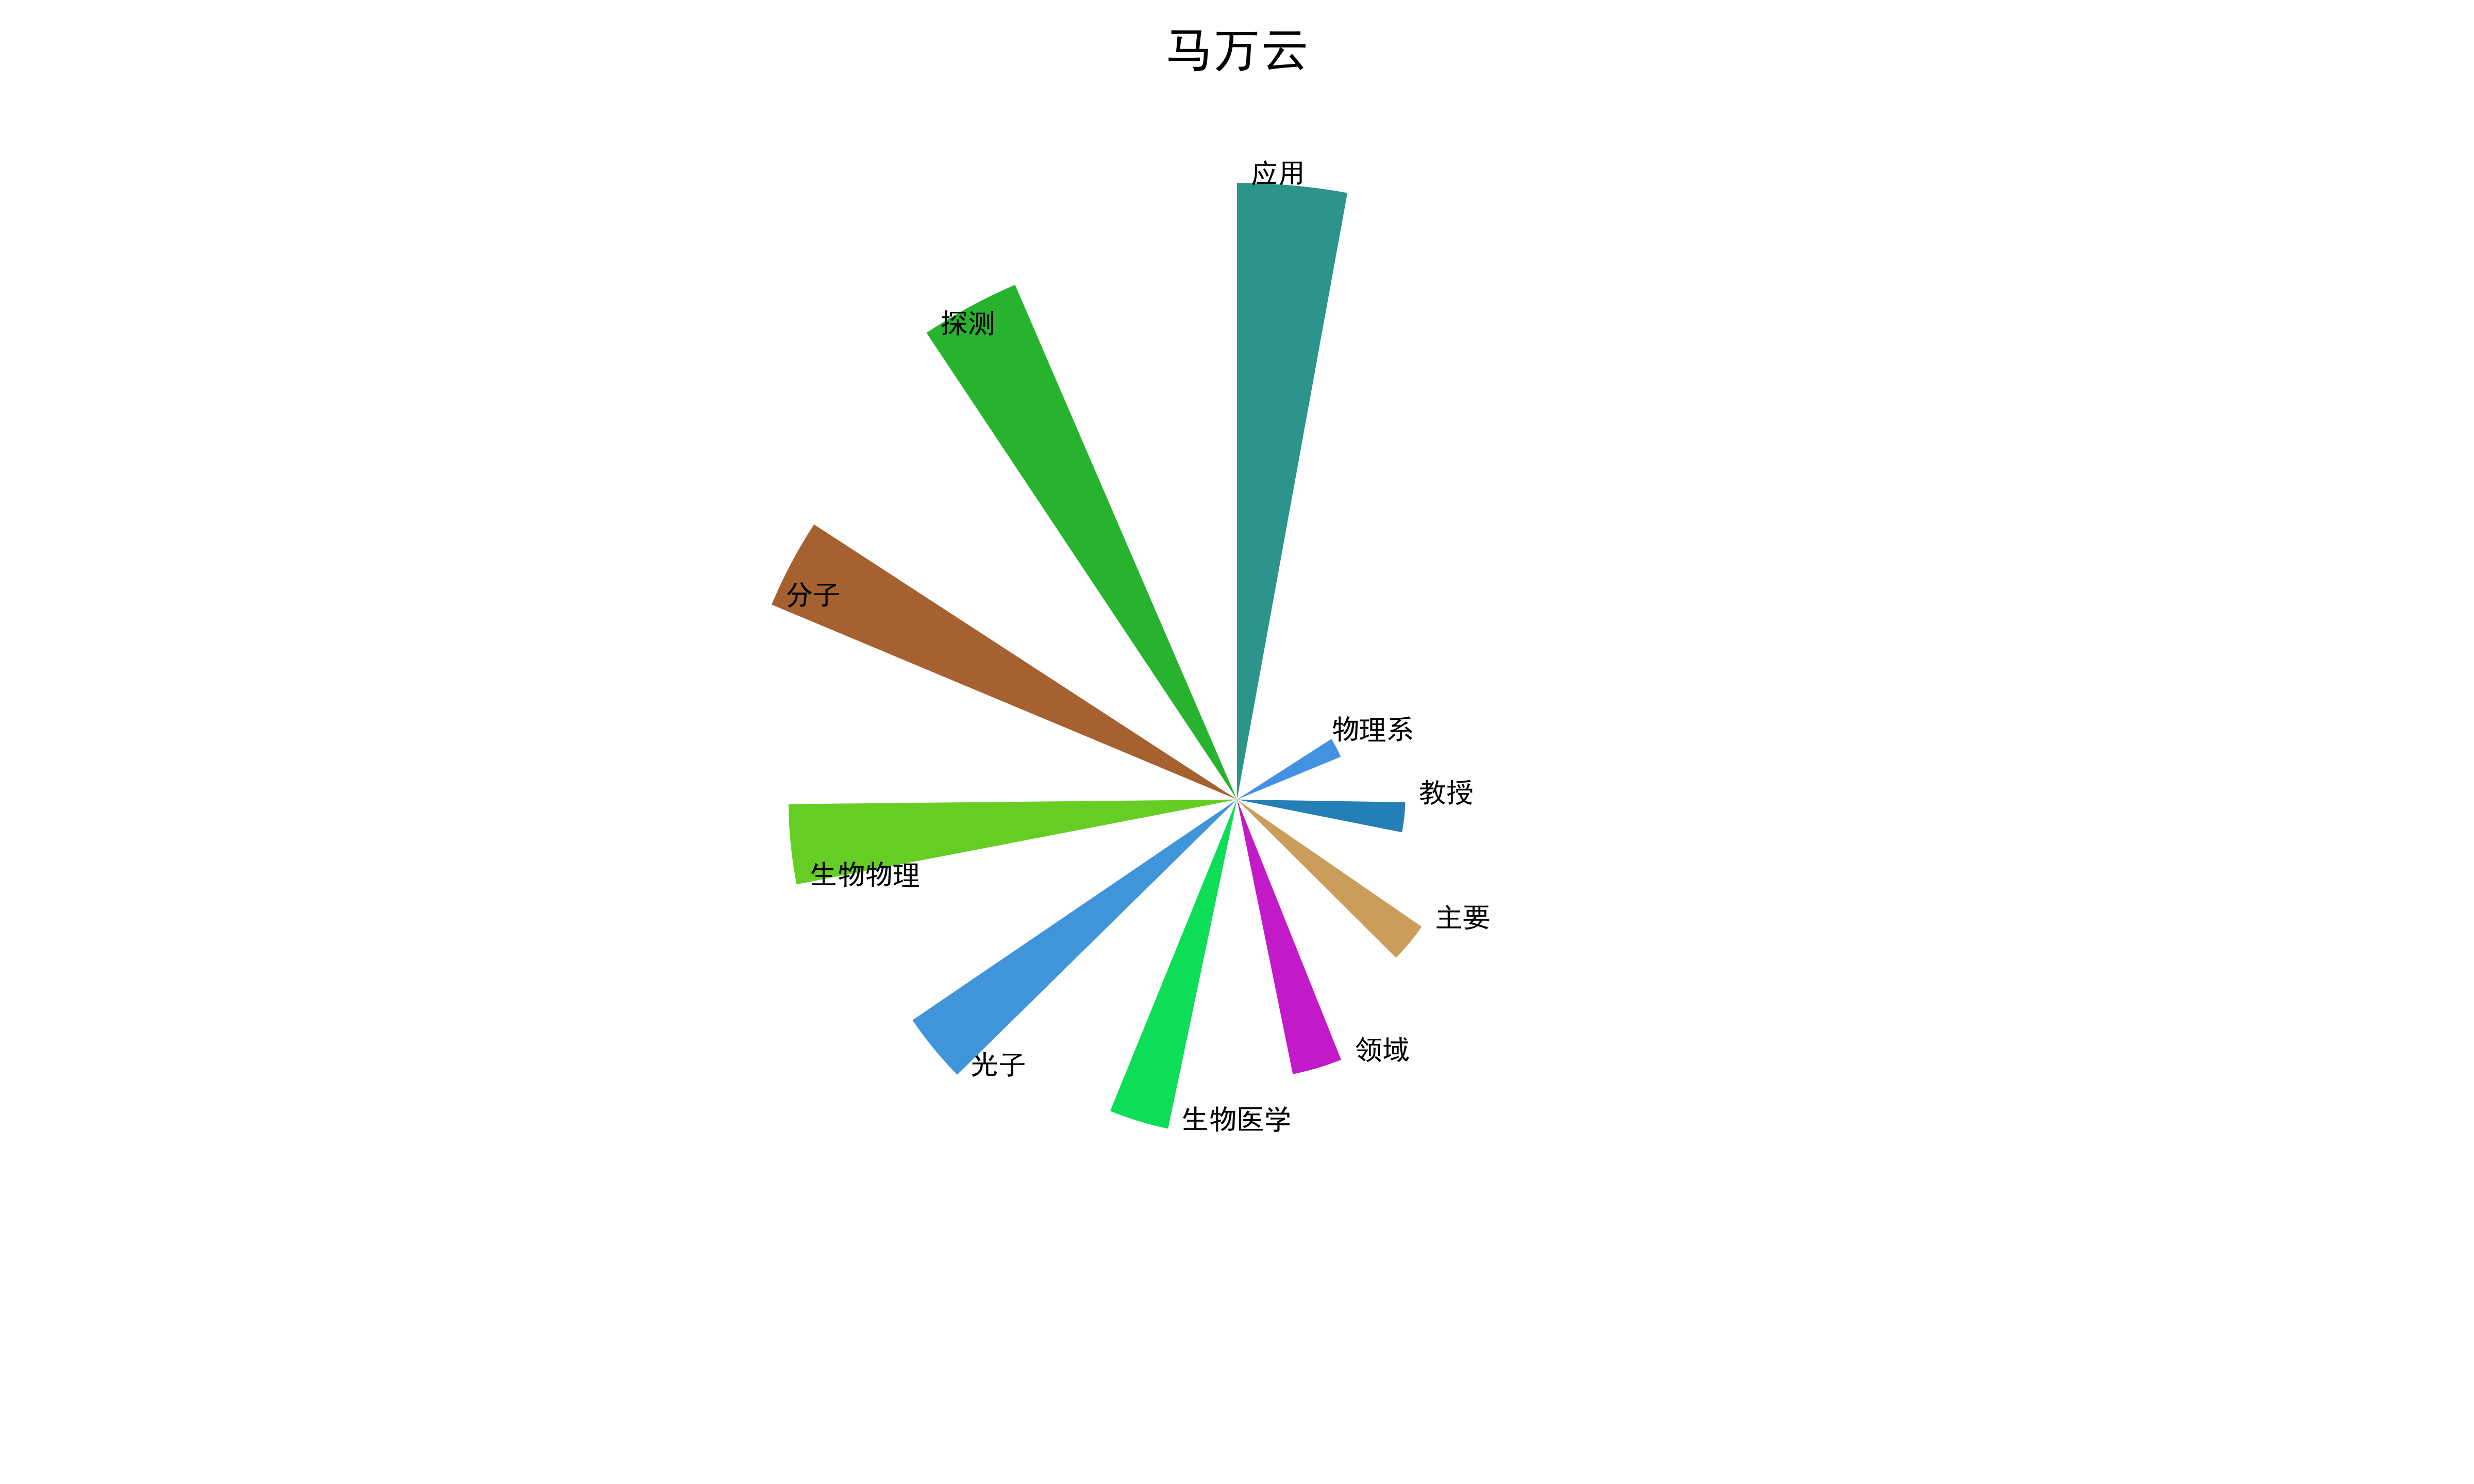 马万云
应用
探测
分子
物理系
教授
生物物理
主要
领域
光子
生物医学